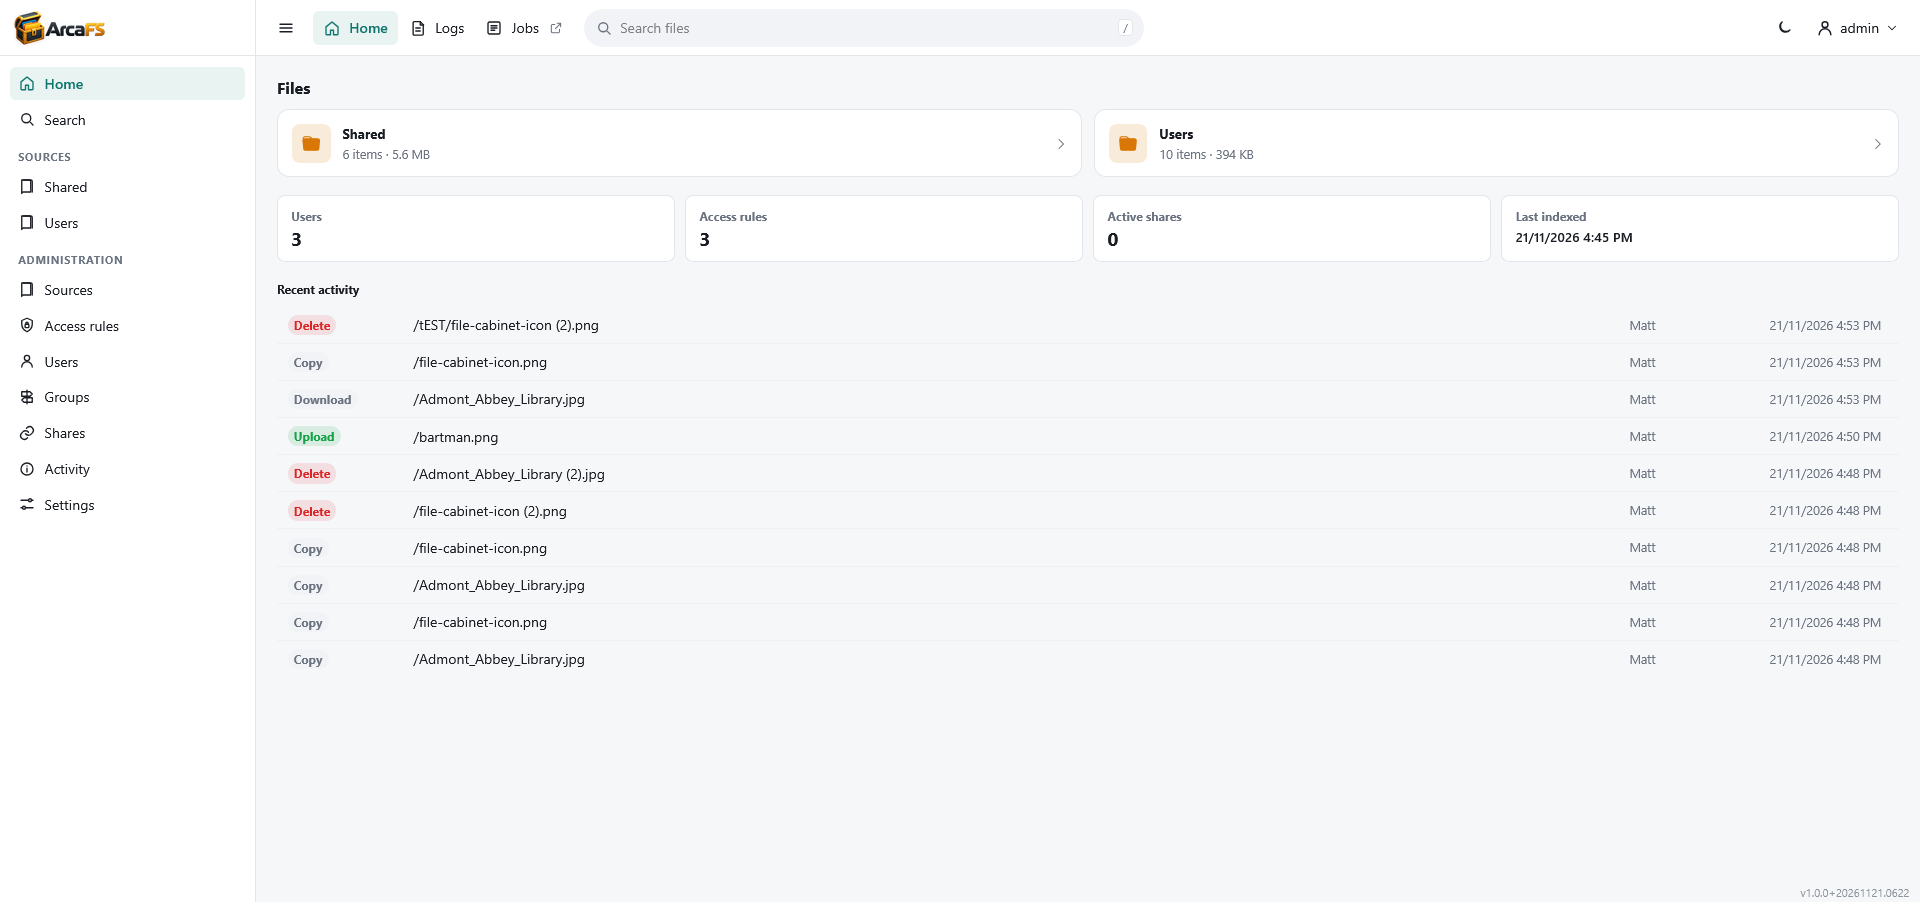 ArcaFS
Home
Logs
Jobs
Search files
/
admin
Home
Search
SOURCES
Shared
Users
ADMINISTRATION
Sources
Access rules
Users
Groups
Shares
Activity
Settings
Files
Shared
6 items · 5.6 MB
Users
10 items · 394 KB
Users
3
Access rules
3
Active shares
0
Last indexed
21/11/2026 4:45 PM
Recent activity
Delete /tEST/file-cabinet-icon (2).png Matt 21/11/2026 4:53 PM
Copy /file-cabinet-icon.png Matt 21/11/2026 4:53 PM
Download /Admont_Abbey_Library.jpg Matt 21/11/2026 4:53 PM
Upload /bartman.png Matt 21/11/2026 4:50 PM
Delete /Admont_Abbey_Library (2).jpg Matt 21/11/2026 4:48 PM
Delete /file-cabinet-icon (2).png Matt 21/11/2026 4:48 PM
Copy /file-cabinet-icon.png Matt 21/11/2026 4:48 PM
Copy /Admont_Abbey_Library.jpg Matt 21/11/2026 4:48 PM
Copy /file-cabinet-icon.png Matt 21/11/2026 4:48 PM
Copy /Admont_Abbey_Library.jpg Matt 21/11/2026 4:48 PM
v1.0.0+20261121.0622